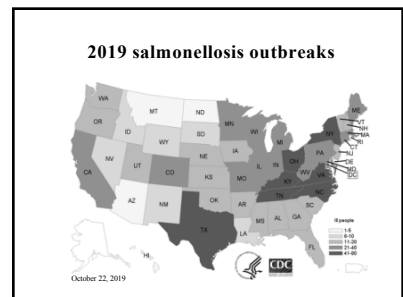 2019 salmonellosis outbreaks
WA
MT
ND
ME
OR
MN
VT
ID
SD
WI
NH
WY
MI
NY
MA
RI
CT
NV
NE
IA
PA
NJ
UT
IL
IN
OH
DE
CA
CO
KS
MO
WV
VA
MD
DC
KY
NC
TN
AZ
NM
OK
AR
SC
MS
AL
GA
TX
LA
FL
HI
Ill people
1-5
6-10
11-20
21-40
41-80
CDC
October 22, 2019